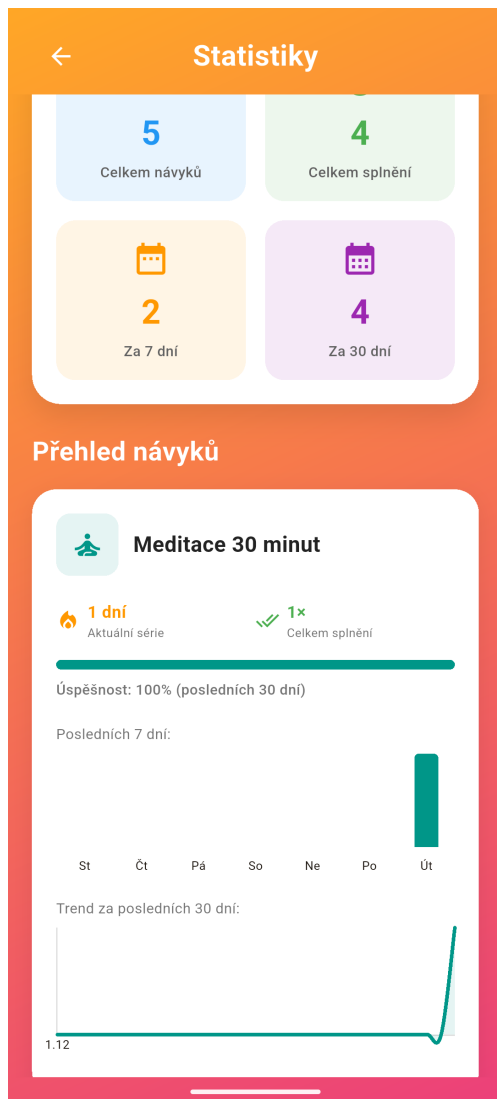 Statistiky
5
4
Celkem návyků
Celkem splnění
2
4
Za 7 dní
Za 30 dní
Přehled návyků
Meditace 30 minut
1 dní
1×
Aktuální série
Celkem splnění
Úspěšnost: 100% (posledních 30 dní)
Posledních 7 dní:
St Čt Pá So Ne Po Út
Trend za posledních 30 dní:
1.12